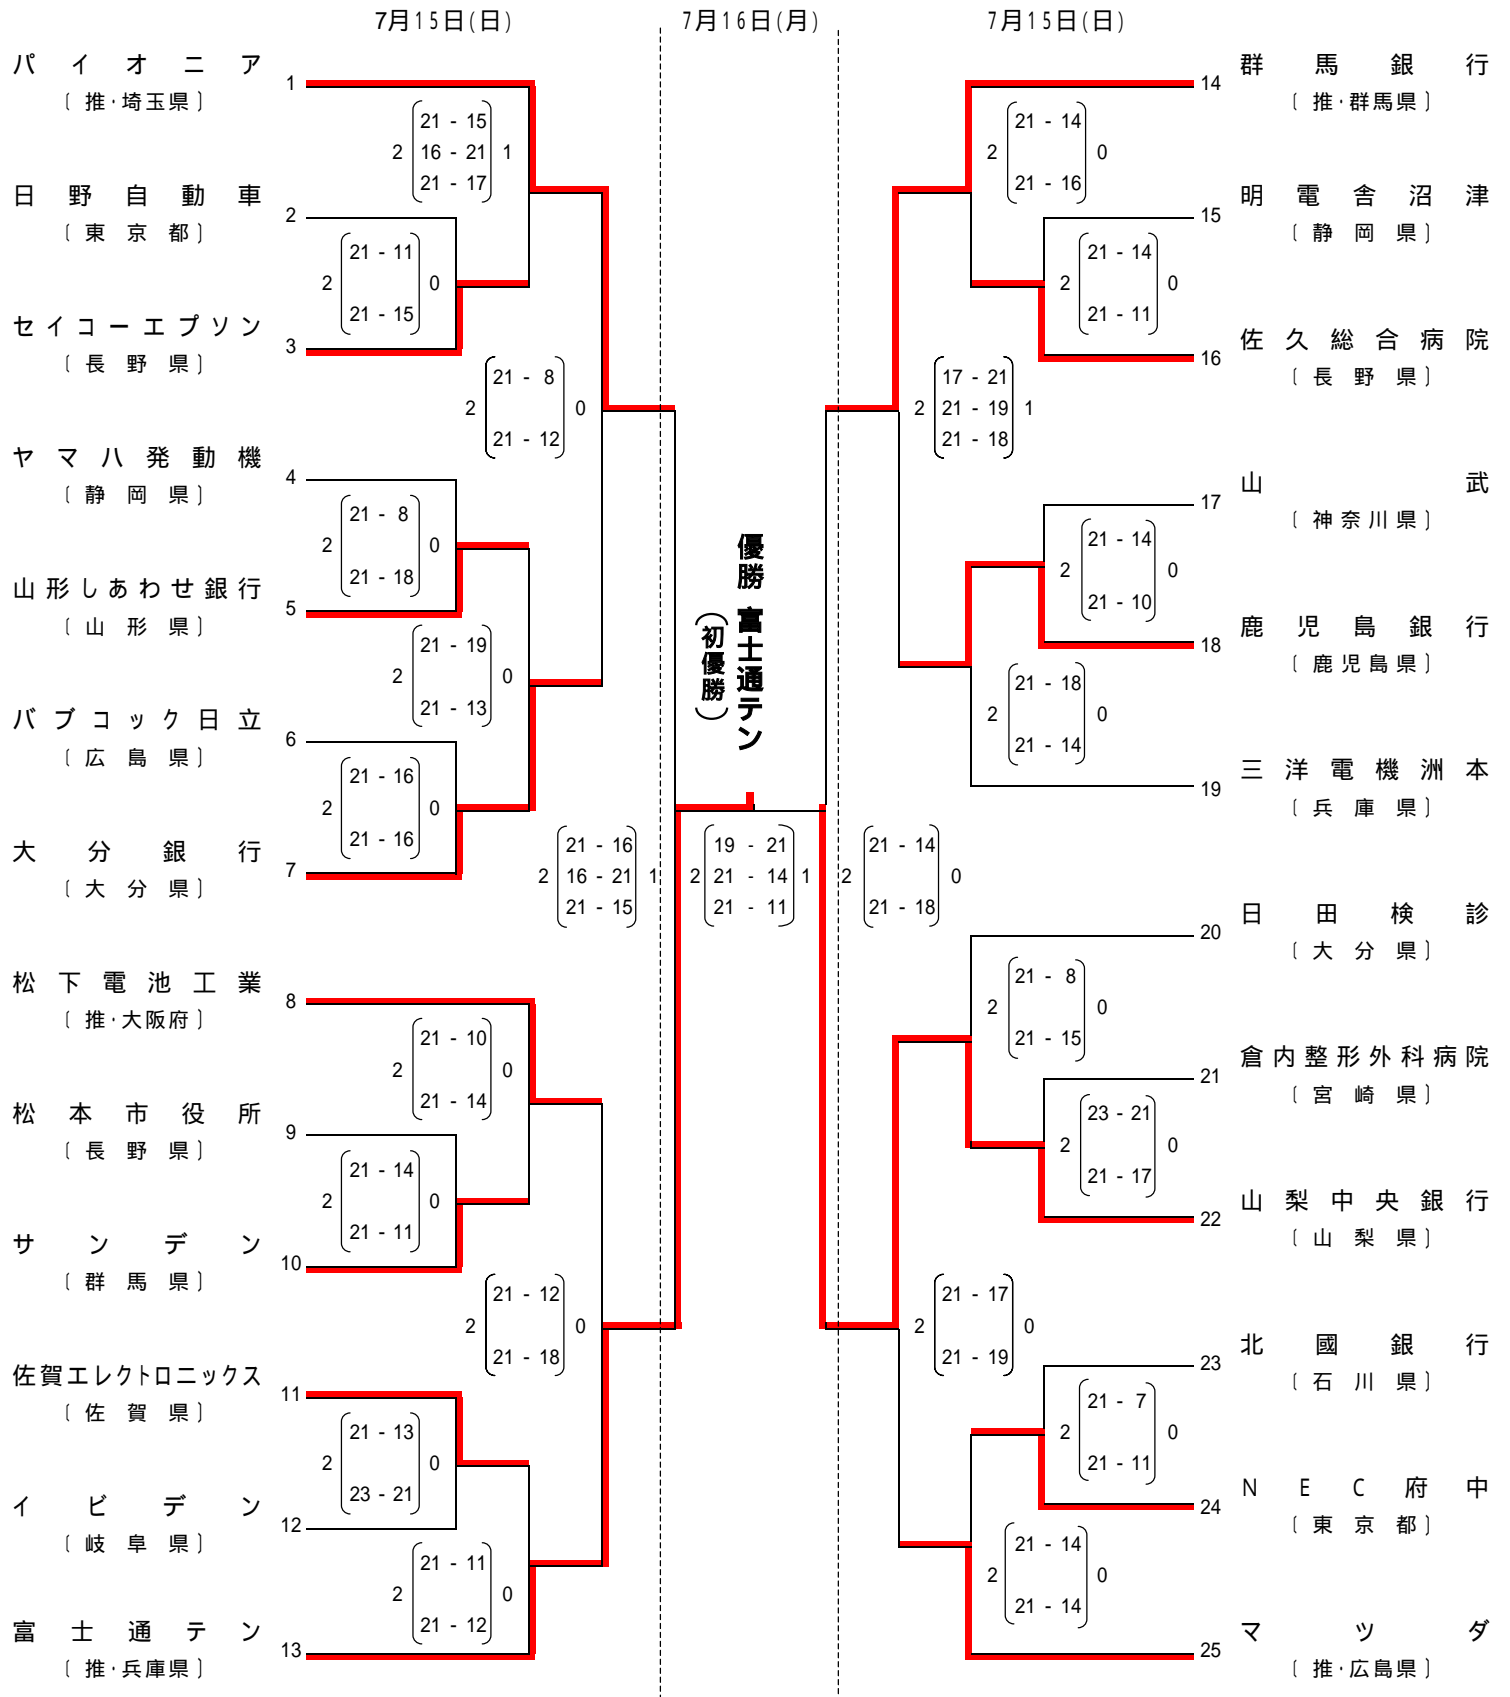 7月15日(日)
7月16日(月)
7月15日(日)
パイオニア
1
〔推・埼玉県〕
21 - 15
2 16 - 21 1
21 - 17
日野自動車
2
〔東京都〕
21 - 11
2 0
21 - 15
セイコーエプソン
3
〔長野県〕
21 - 8
2 0
21 - 12
ヤマハ発動機
4
〔静岡県〕
21 - 8
2 0
21 - 18
山形しあわせ銀行
5
〔山形県〕
21 - 19
2 0
21 - 13
バブコック日立
6
〔広島県〕
21 - 16
2 0
21 - 16
大分銀行
7
〔大分県〕
21 - 16
2 16 - 21 1
21 - 15
松下電池工業
8
〔推・大阪府〕
21 - 10
2 0
21 - 14
松本市役所
9
〔長野県〕
21 - 14
2 0
21 - 11
サンデン
10
〔群馬県〕
21 - 12
2 0
21 - 18
佐賀エレクトロニックス
11
〔佐賀県〕
21 - 13
2 0
23 - 21
イビデン
12
〔岐阜県〕
21 - 11
2 0
21 - 12
富士通テン
13
〔推・兵庫県〕
優勝 富士通テン
(初優勝)
19 - 21
2 21 - 14 1
21 - 11
群馬銀行
14
〔推・群馬県〕
21 - 14
2 0
21 - 16
明電舎沼津
15
〔静岡県〕
21 - 14
2 0
21 - 11
佐久総合病院
16
〔長野県〕
17 - 21
2 21 - 19 1
21 - 18
山武
17
〔神奈川県〕
21 - 14
2 0
21 - 10
鹿児島銀行
18
〔鹿児島県〕
21 - 18
2 0
21 - 14
三洋電機洲本
19
〔兵庫県〕
21 - 14
2 0
21 - 18
日田検診
20
〔大分県〕
21 - 8
2 0
21 - 15
倉内整形外科病院
21
〔宮崎県〕
23 - 21
2 0
21 - 17
山梨中央銀行
22
〔山梨県〕
21 - 17
2 0
21 - 19
北國銀行
23
〔石川県〕
21 - 7
2 0
21 - 11
NEC府中
24
〔東京都〕
21 - 14
2 0
21 - 14
マツダ
25
〔推・広島県〕